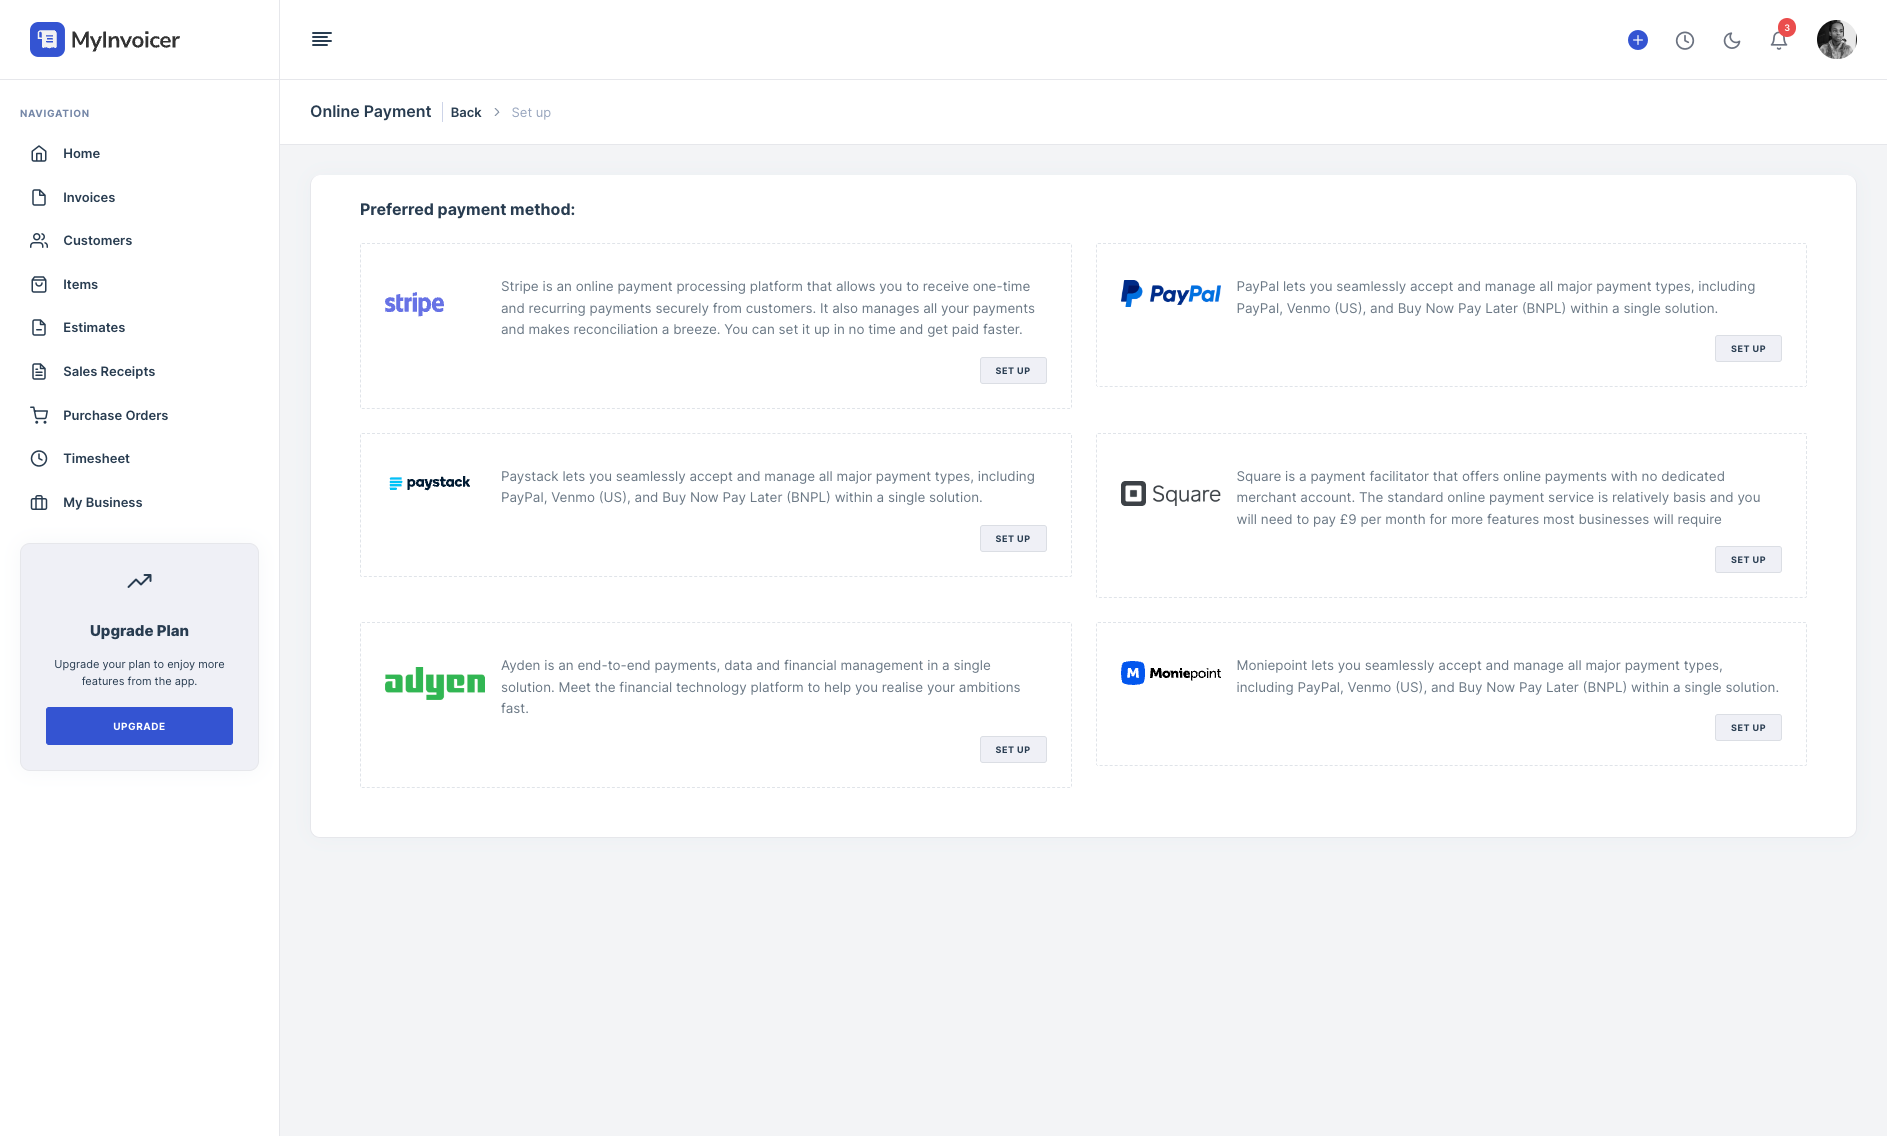 MyInvoicer
3
Online Payment
Back
Set up
NAVIGATION
Home
Invoices
Customers
Items
Estimates
Sales Receipts
Purchase Orders
Timesheet
My Business
Upgrade Plan
Upgrade your plan to enjoy more
features from the app.
UPGRADE
Preferred payment method:
stripe
Stripe is an online payment processing platform that allows you to receive one-time
and recurring payments securely from customers. It also manages all your payments
and makes reconciliation a breeze. You can set it up in no time and get paid faster.
SET UP
PayPal
PayPal lets you seamlessly accept and manage all major payment types, including
PayPal, Venmo (US), and Buy Now Pay Later (BNPL) within a single solution.
SET UP
paystack
Paystack lets you seamlessly accept and manage all major payment types, including
PayPal, Venmo (US), and Buy Now Pay Later (BNPL) within a single solution.
SET UP
Square
Square is a payment facilitator that offers online payments with no dedicated
merchant account. The standard online payment service is relatively basis and you
will need to pay £9 per month for more features most businesses will require
SET UP
adyen
Ayden is an end-to-end payments, data and financial management in a single
solution. Meet the financial technology platform to help you realise your ambitions
fast.
SET UP
M Moniepoint
Moniepoint lets you seamlessly accept and manage all major payment types,
including PayPal, Venmo (US), and Buy Now Pay Later (BNPL) within a single solution.
SET UP